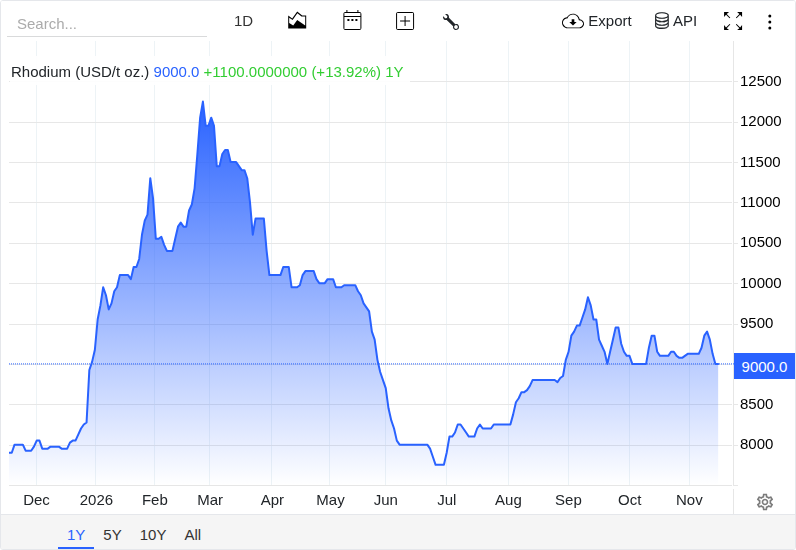 Search... 1D Export API
Rhodium (USD/t oz.) 9000.0 +1100.0000000 (+13.92%) 1Y
12500
12000
11500
11000
10500
10000
9500
9000.0
8500
8000
Dec 2026 Feb Mar Apr May Jun Jul Aug Sep Oct Nov
1Y 5Y 10Y All